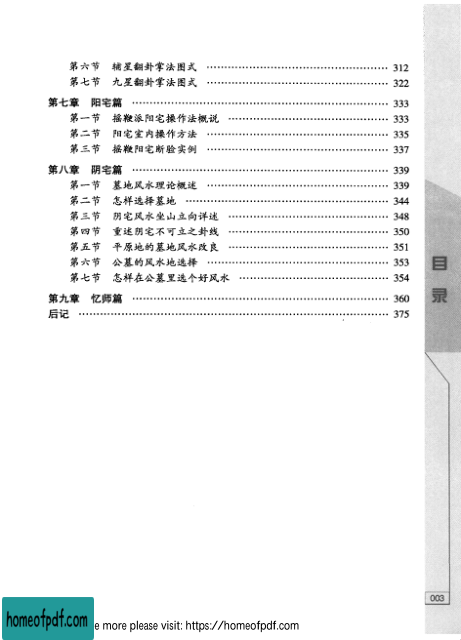 第六节 辅星翻卦掌法图式 312
第七节 九星翻卦掌法图式 322
第七章 阳宅篇 333
第一节 摇鞭派阳宅操作法概说 333
第二节 阳宅室内操作方法 335
第三节 摇鞭阳宅断验实例 337
第八章 阴宅篇 339
第一节 墓地风水理论概述 339
第二节 怎样选择墓地 344
第三节 阴宅风水坐山立向详述 348
第四节 重述阴宅不可立之卦线 350
第五节 平原地的墓地风水改良 351
第六节 公墓的风水地选择 353
第七节 怎样在公墓里选个好风水 354
第九章 忆师篇 360
后记 375
目录
003
homeofpdf.com
e more please visit: https://homeofpdf.com